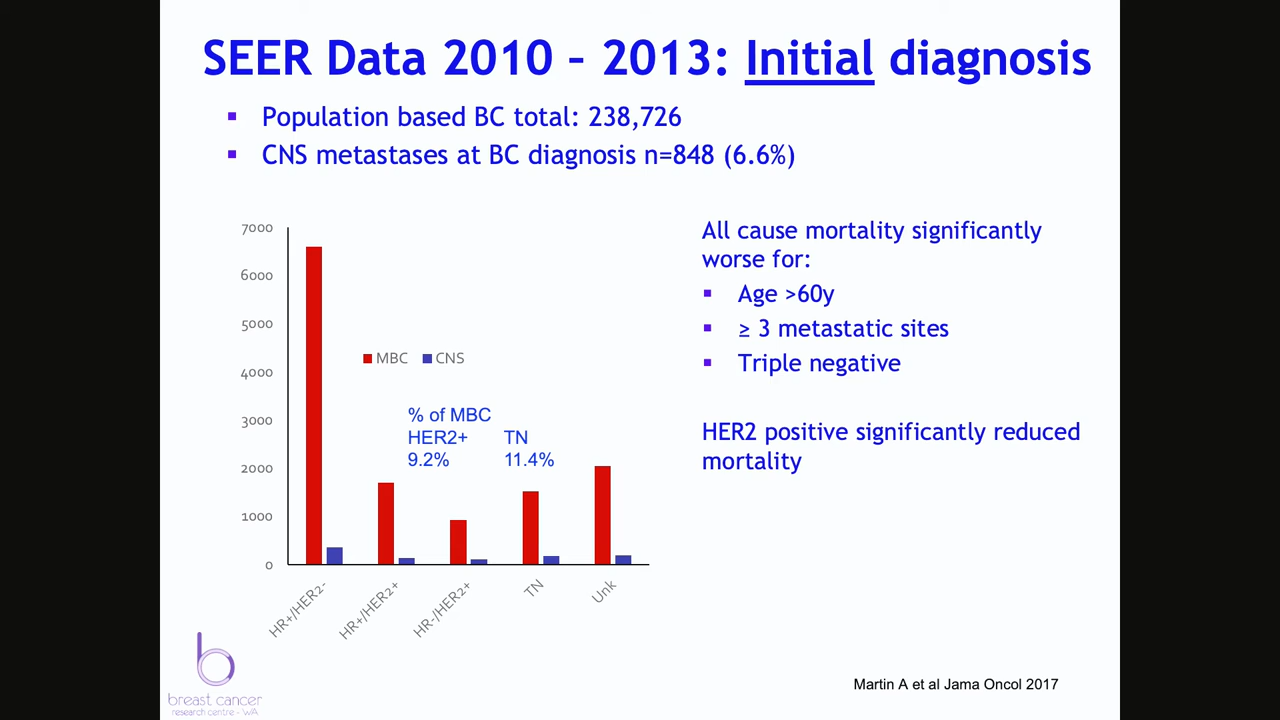 SEER Data 2010 – 2013: Initial diagnosis
▪ Population based BC total: 238,726
▪ CNS metastases at BC diagnosis n=848 (6.6%)
7000
6000
5000
4000
3000
2000
1000
0
MBC CNS
% of MBC
HER2+ TN
9.2% 11.4%
HR+/HER2-
HR+/HER2+
HR-/HER2+
TN
Unk
All cause mortality significantly
worse for:
▪ Age >60y
▪ ≥ 3 metastatic sites
▪ Triple negative
HER2 positive significantly reduced
mortality
b
breast cancer
research centre - WA
Martin A et al Jama Oncol 2017